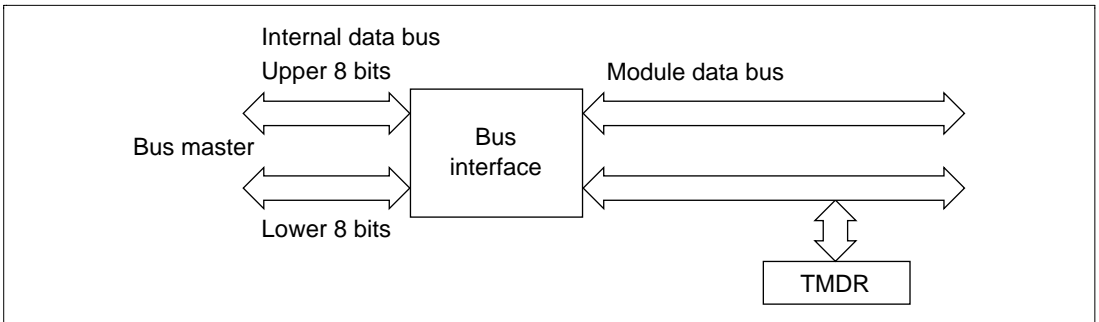 Internal data bus
Upper 8 bits
Module data bus
Bus master
Bus
interface
Lower 8 bits
TMDR